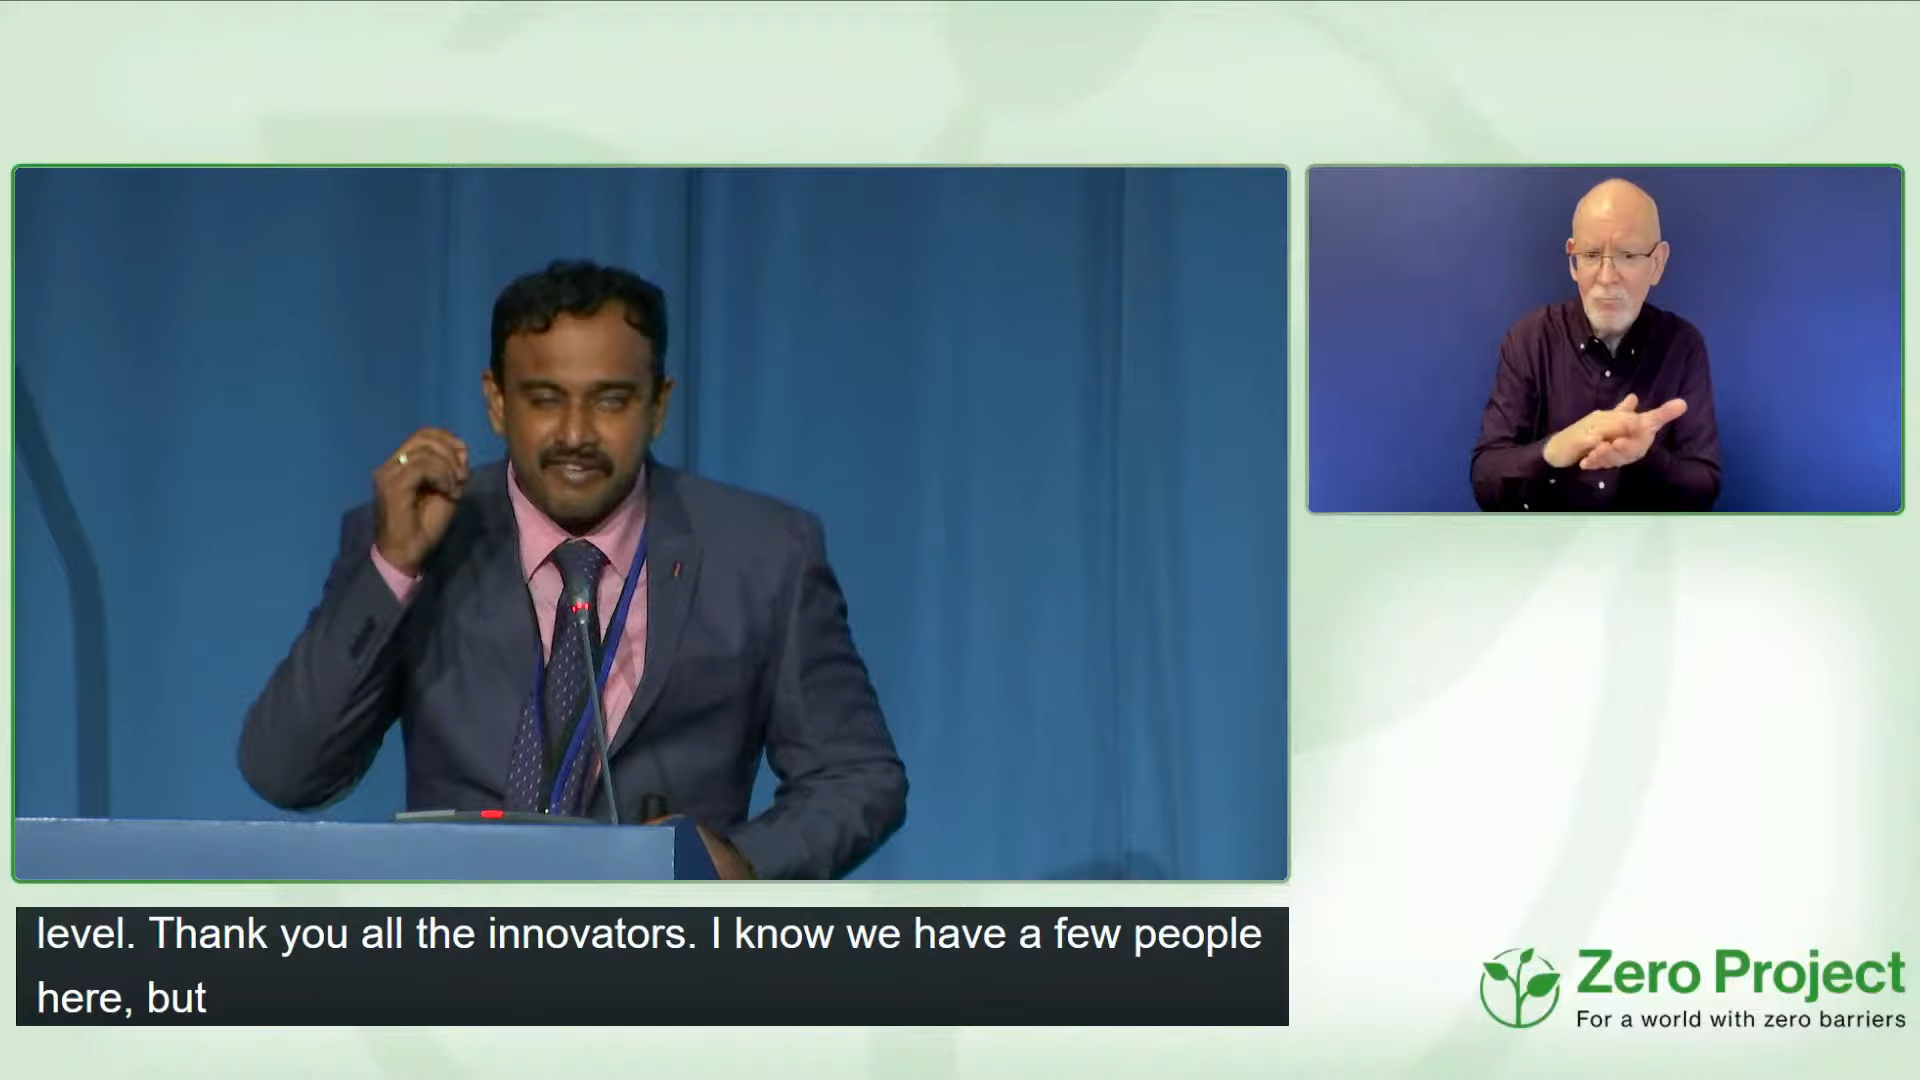 level. Thank you all the innovators. I know we have a few people
here, but
Zero Project
For a world with zero barriers